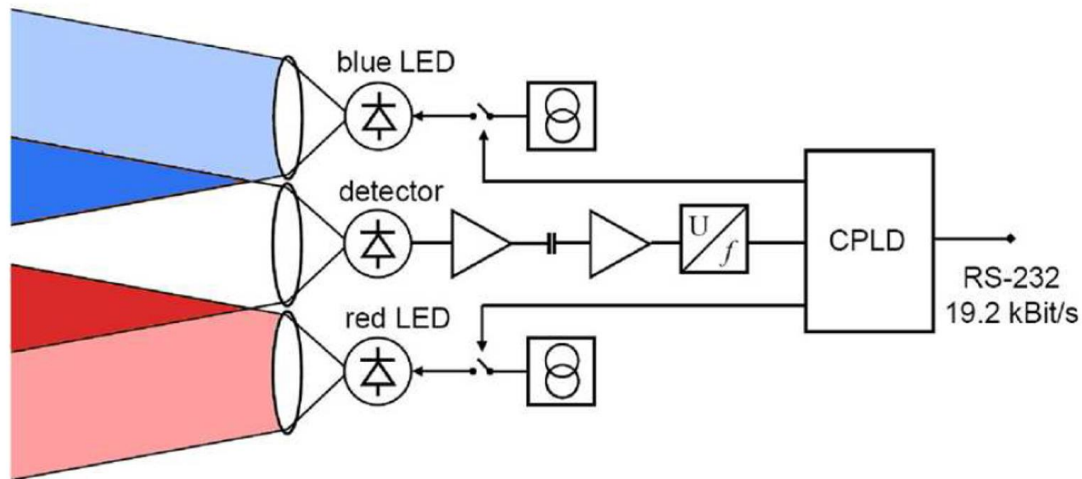 blue LED
detector
U
f
CPLD
red LED
RS-232
19.2 kBit/s